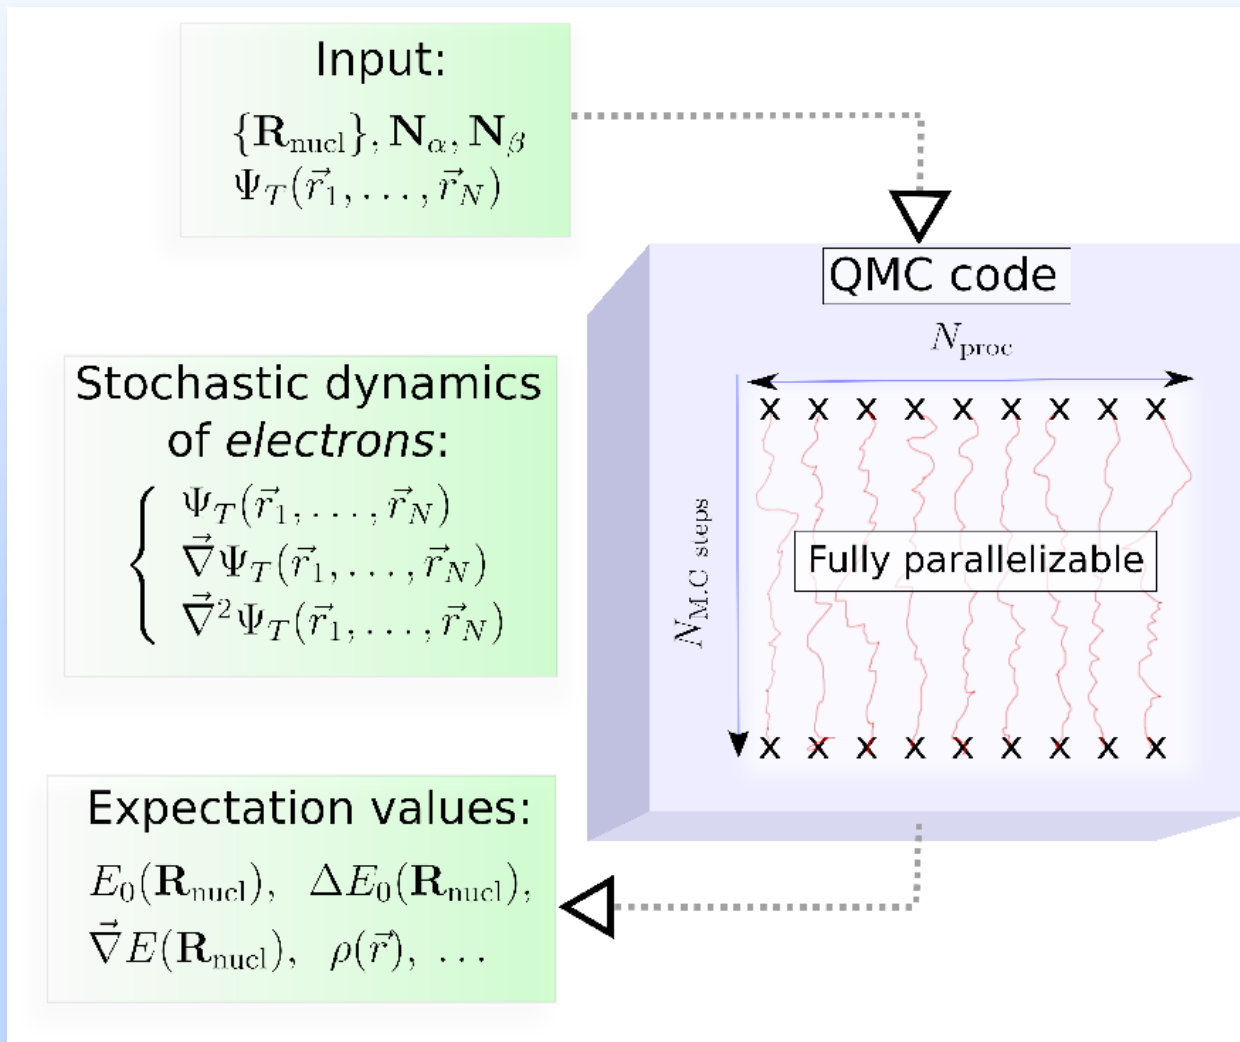 Input:
{R_nucl}, N_α, N_β
Ψ_T(r⃗_1, . . . , r⃗_N)
QMC code
N_proc
x x x x x x x x x
N_M.C steps
Fully parallelizable
x x x x x x x x x
Stochastic dynamics
of electrons:
Ψ_T(r⃗_1, . . . , r⃗_N)
∇⃗Ψ_T(r⃗_1, . . . , r⃗_N)
∇⃗²Ψ_T(r⃗_1, . . . , r⃗_N)
Expectation values:
E_0(R_nucl), ΔE_0(R_nucl),
∇⃗E(R_nucl), ρ(r⃗), . . .